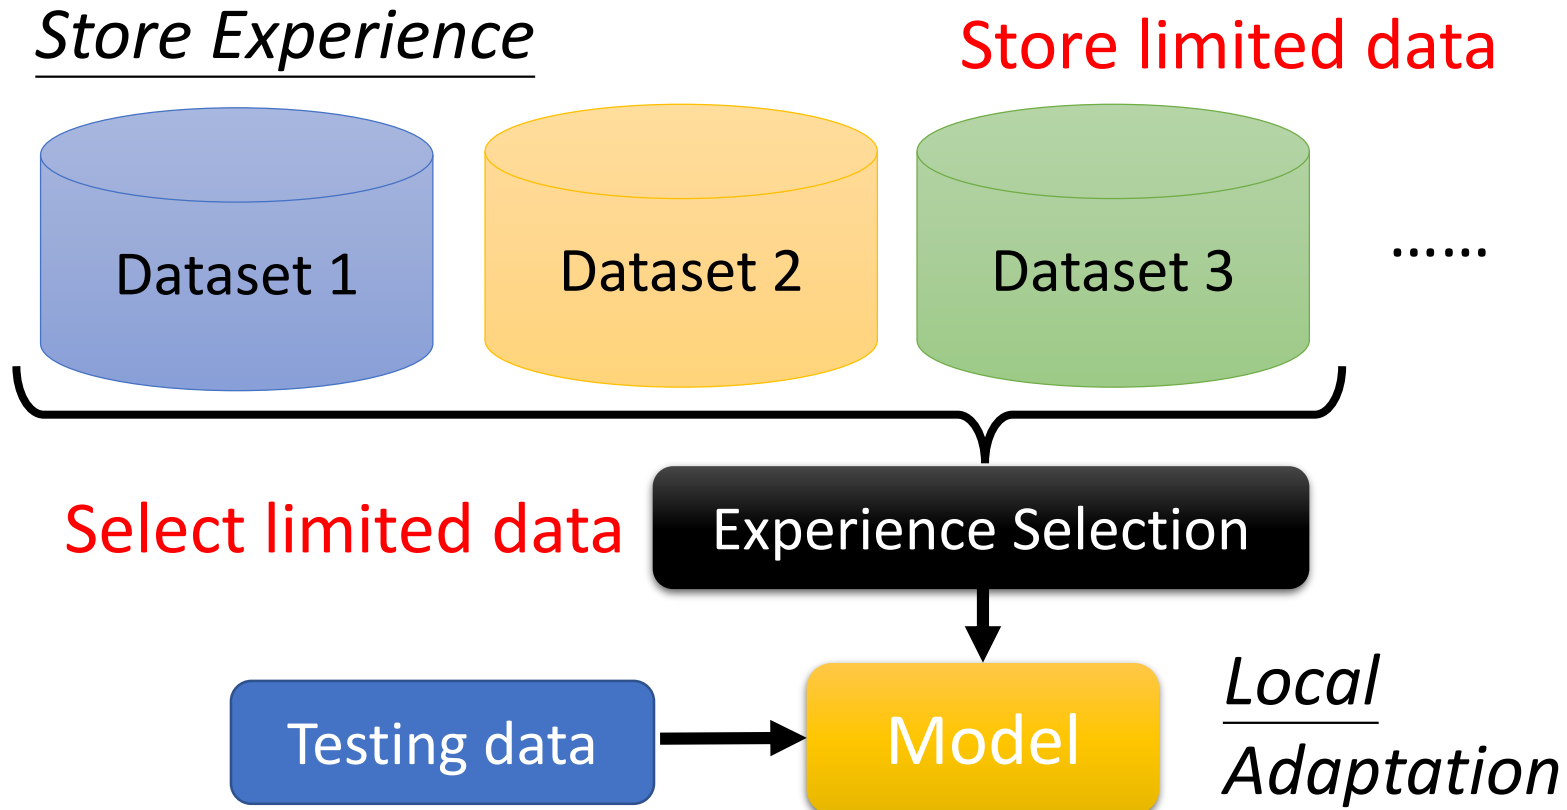 Store Experience
Store limited data
Dataset 1
Dataset 2
Dataset 3
......
Select limited data
Experience Selection
Testing data
Model
Local
Adaptation